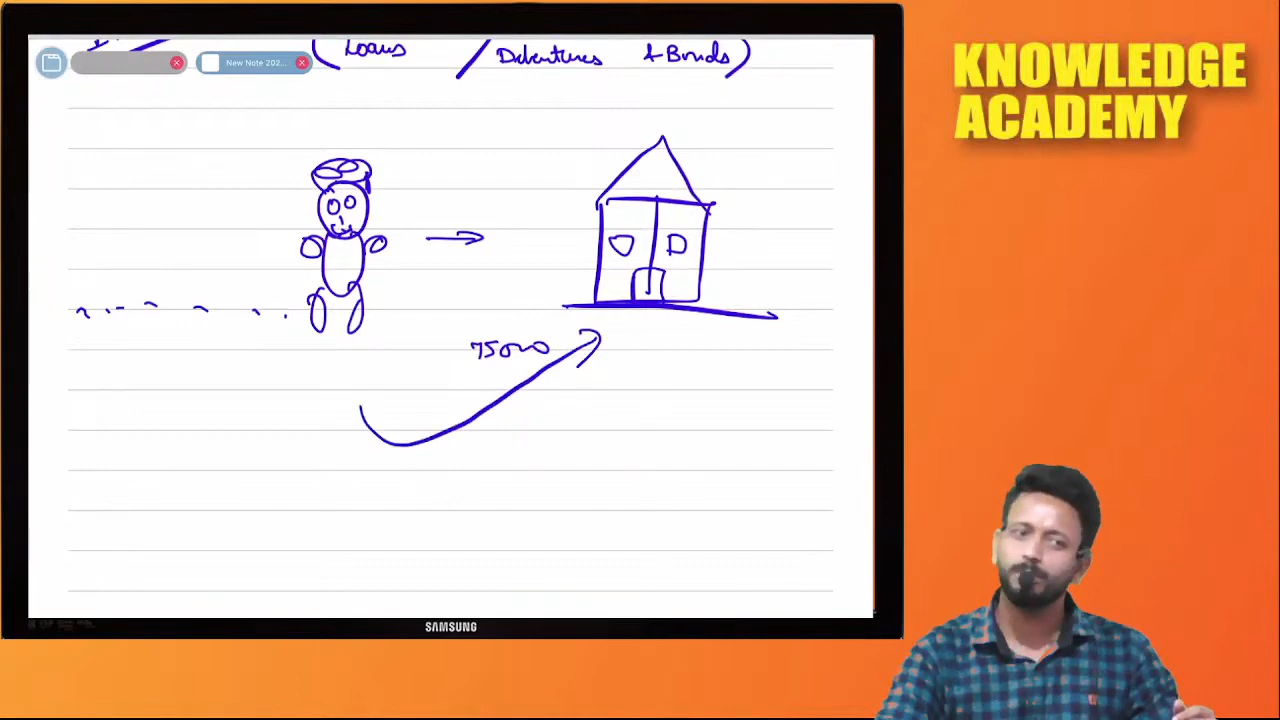 (Loans / Debentures & Bonds)
New Note 202...
75000
SAMSUNG
KNOWLEDGE
ACADEMY